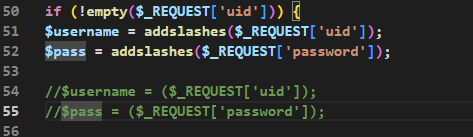 50 if (!empty($_REQUEST['uid'])) {
51 $username = addslashes($_REQUEST['uid']);
52 $pass = addslashes($_REQUEST['password']);
53
54 //$username = ($_REQUEST['uid']);
55 //$pass = ($_REQUEST['password']);
56